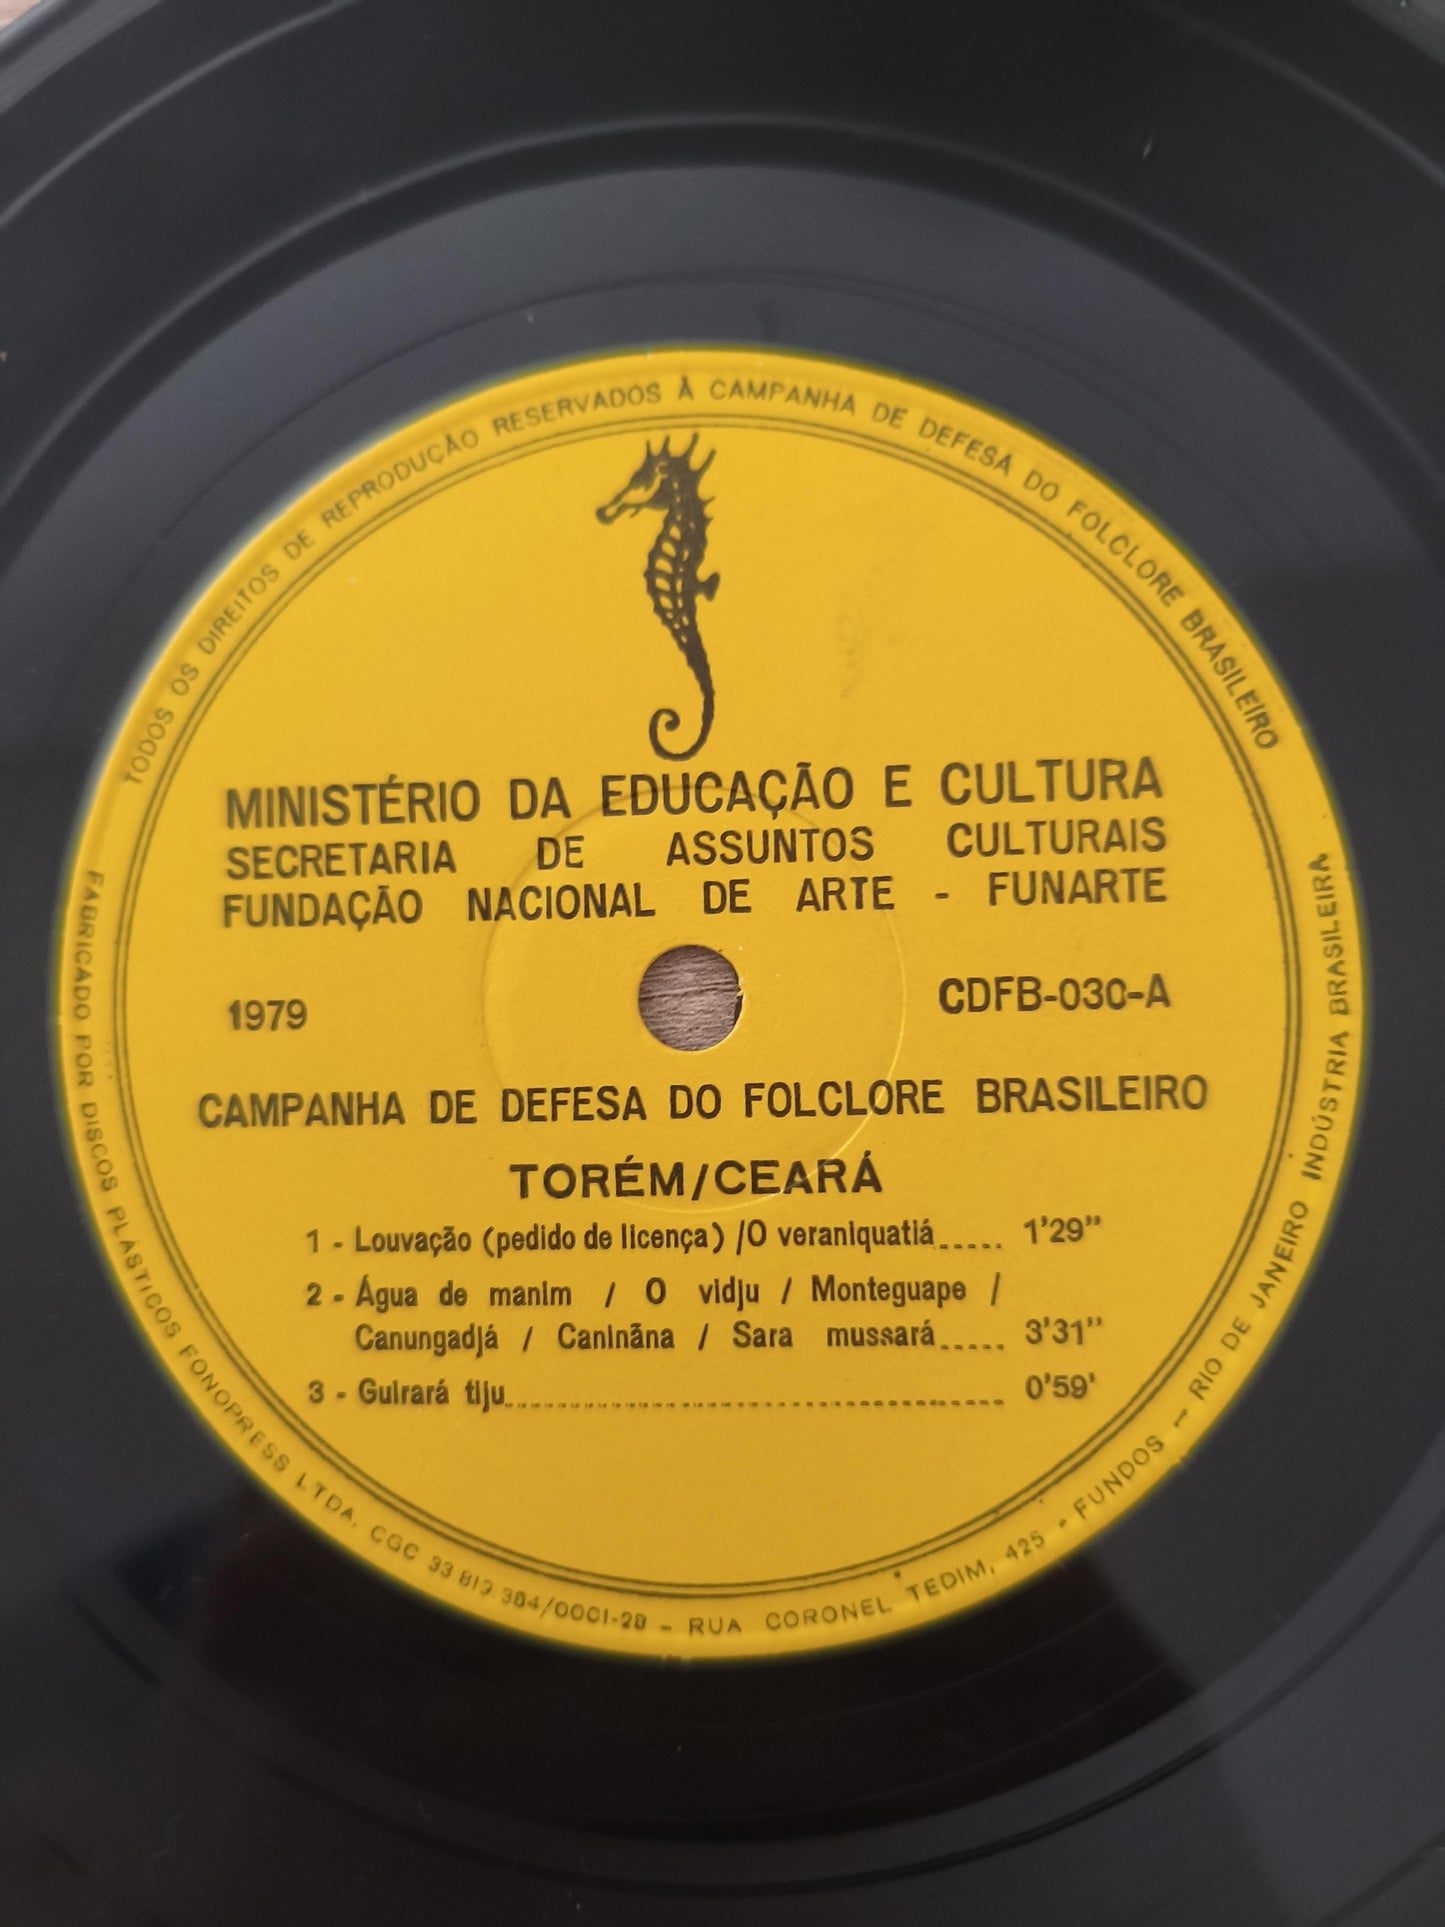 TODOS OS DIREITOS DE REPRODUÇÃO RESERVADOS À CAMPANHA DE DEFESA DO FOLCLORE BRASILEIRO
MINISTÉRIO DA EDUCAÇÃO E CULTURA
SECRETARIA DE ASSUNTOS CULTURAIS
FUNDAÇÃO NACIONAL DE ARTE - FUNARTE
1979
CDFB-030-A
CAMPANHA DE DEFESA DO FOLCLORE BRASILEIRO
TORÉM/CEARÁ
1 - Louvação (pedido de licença) /O veraniquatiá..... 1'29"
2 - Água de manim / O vidju / Monteguape /
Canungadjá / Caninãna / Sara mussará..... 3'31"
3 - Guirará tiju........................................ 0'59'
FABRICADO POR DISCOS PLÁSTICOS FONOPRESS LTDA. CGC 33.813.384/0001-28 - RUA CORONEL TEDIM, 425 - FUNDOS - RIO DE JANEIRO INDÚSTRIA BRASILEIRA